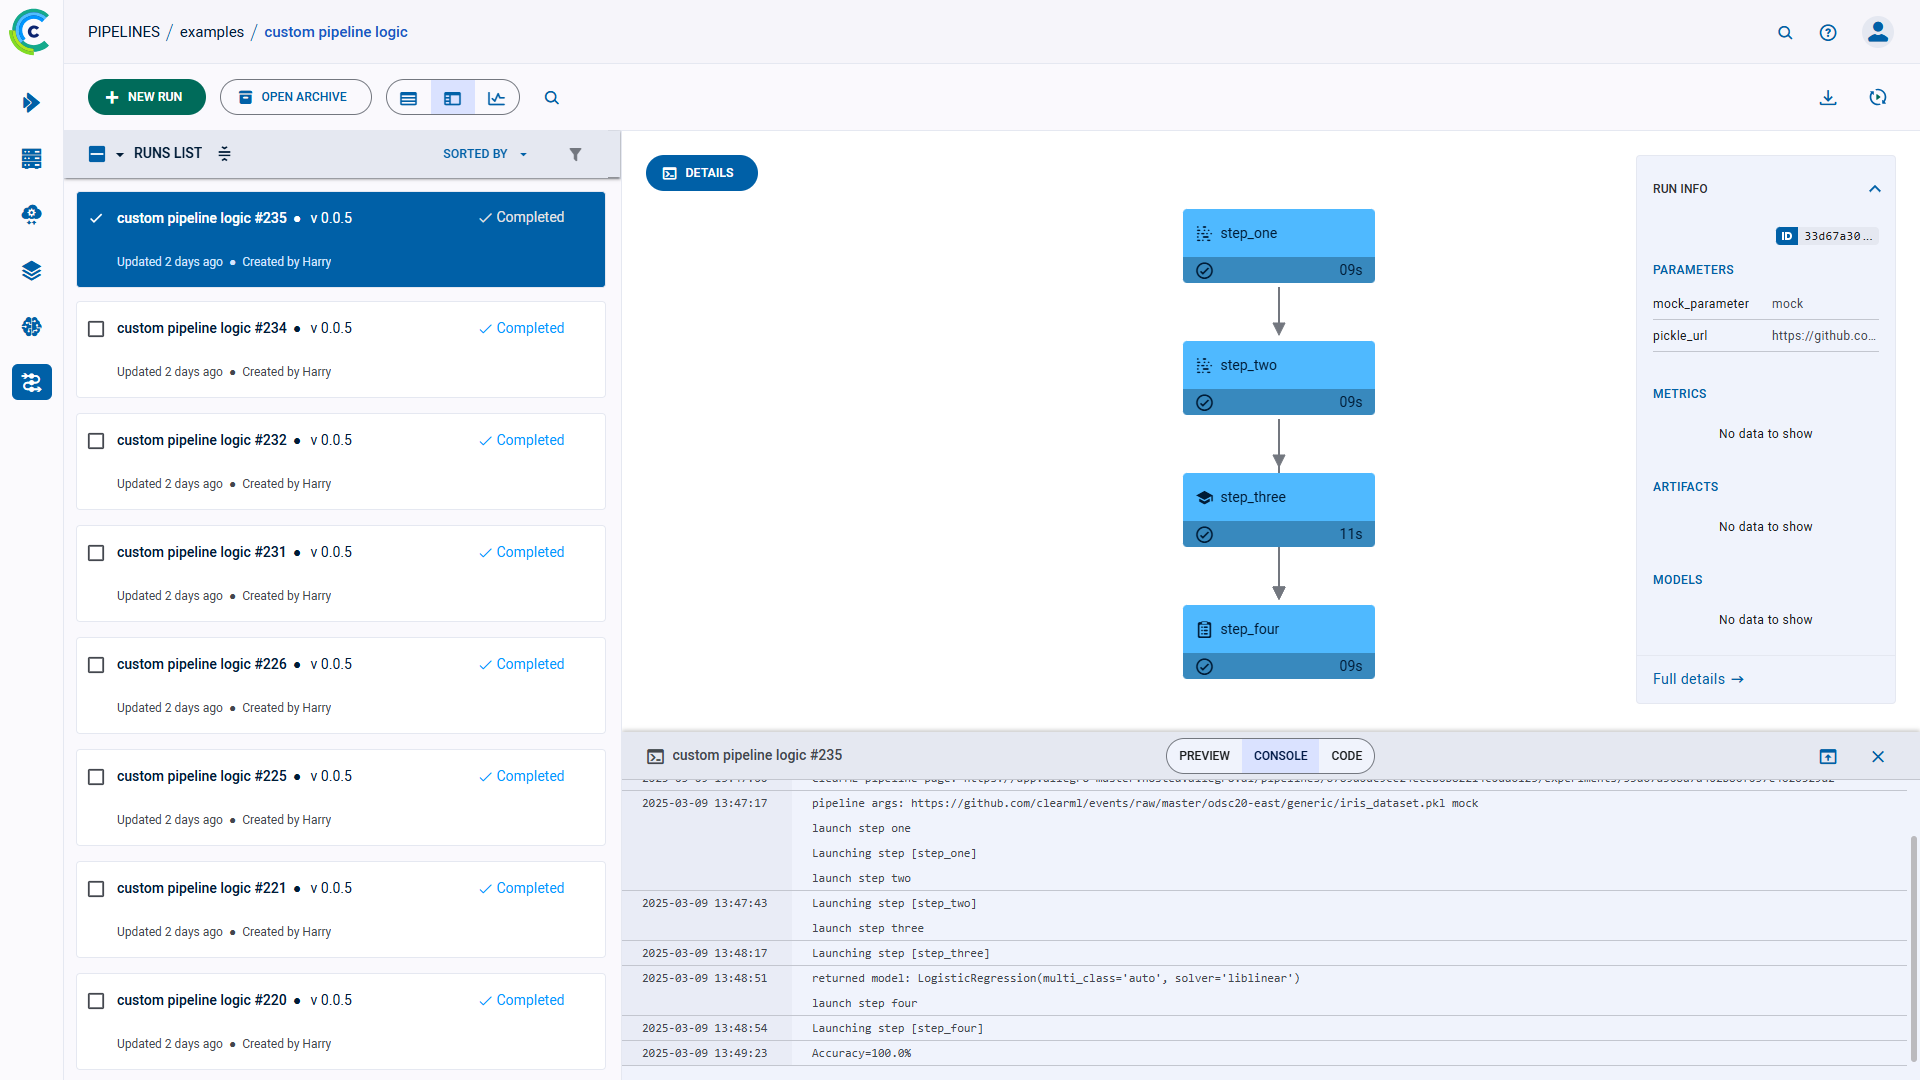 PIPELINES / examples / custom pipeline logic
NEW RUN
OPEN ARCHIVE
RUNS LIST
SORTED BY
custom pipeline logic #235 ● v 0.0.5
Completed
Updated 2 days ago ● Created by Harry
custom pipeline logic #234 ● v 0.0.5
Completed
Updated 2 days ago ● Created by Harry
custom pipeline logic #232 ● v 0.0.5
Completed
Updated 2 days ago ● Created by Harry
custom pipeline logic #231 ● v 0.0.5
Completed
Updated 2 days ago ● Created by Harry
custom pipeline logic #226 ● v 0.0.5
Completed
Updated 2 days ago ● Created by Harry
custom pipeline logic #225 ● v 0.0.5
Completed
Updated 2 days ago ● Created by Harry
custom pipeline logic #221 ● v 0.0.5
Completed
Updated 2 days ago ● Created by Harry
custom pipeline logic #220 ● v 0.0.5
Completed
Updated 2 days ago ● Created by Harry
DETAILS
step_one
09s
step_two
09s
step_three
11s
step_four
09s
RUN INFO
ID 33d67a30...
PARAMETERS
mock_parameter mock
pickle_url https://github.co...
METRICS
No data to show
ARTIFACTS
No data to show
MODELS
No data to show
Full details →
custom pipeline logic #235
PREVIEW CONSOLE CODE
2025-03-09 13:47:17 pipeline args: https://github.com/clearml/events/raw/master/odsc20-east/generic/iris_dataset.pkl mock
launch step one
Launching step [step_one]
launch step two
2025-03-09 13:47:43 Launching step [step_two]
launch step three
2025-03-09 13:48:17 Launching step [step_three]
2025-03-09 13:48:51 returned model: LogisticRegression(multi_class='auto', solver='liblinear')
launch step four
2025-03-09 13:48:54 Launching step [step_four]
2025-03-09 13:49:23 Accuracy=100.0%